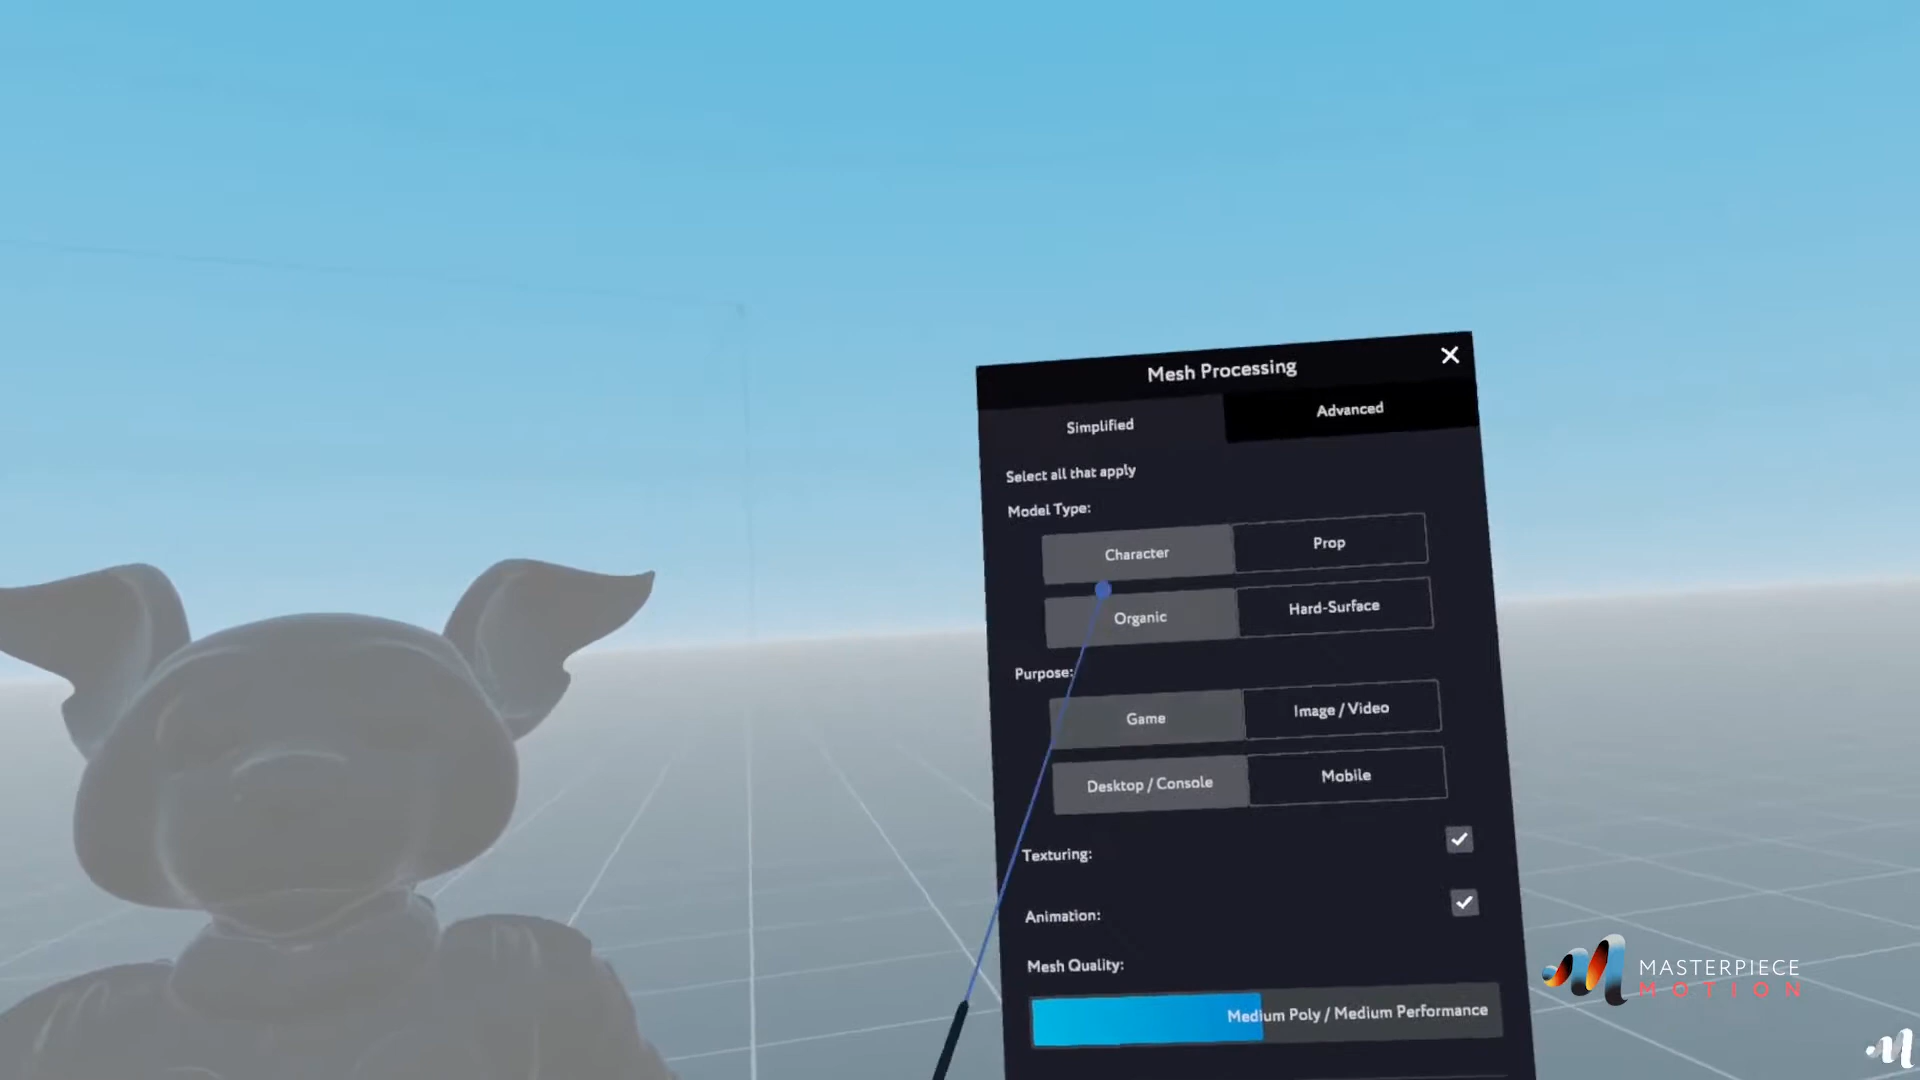 Mesh Processing
Simplified
Advanced
Select all that apply
Model Type:
Character
Prop
Organic
Hard-Surface
Purpose:
Game
Image / Video
Desktop / Console
Mobile
Texturing:
Animation:
Mesh Quality:
Medium Poly / Medium Performance
MASTERPIECE
MOTION